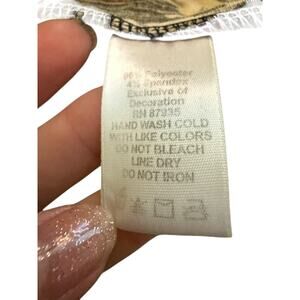 96% Polyester
4% Spandex
Exclusive of
Decoration
RN 87935
HAND WASH COLD
WITH LIKE COLORS
DO NOT BLEACH
LINE DRY
DO NOT IRON